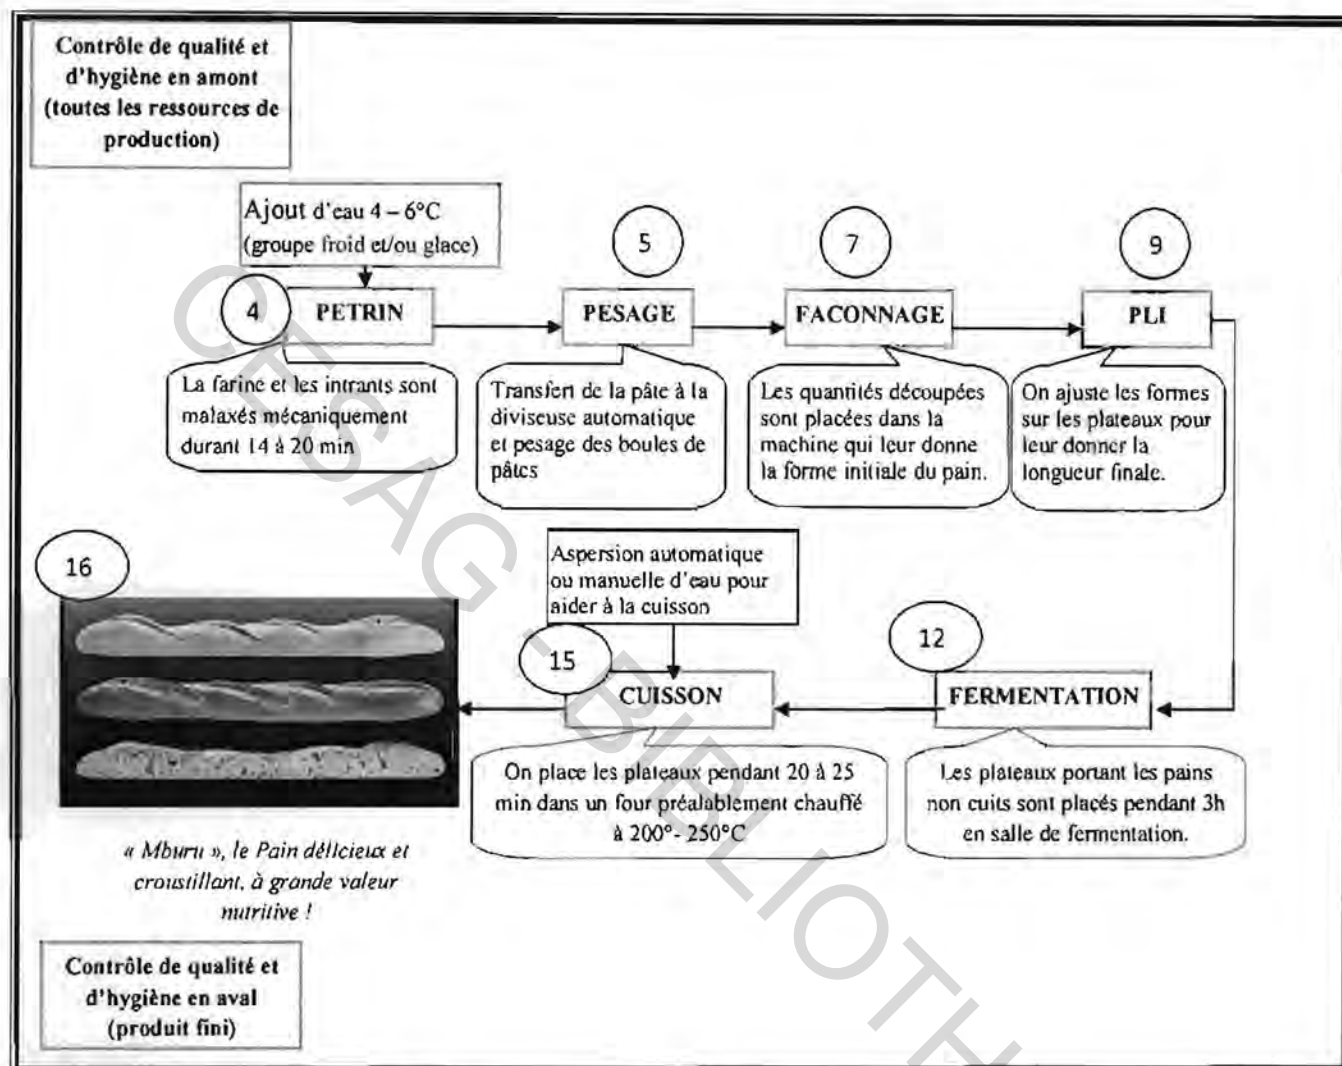 Contrôle de qualité et
d'hygiène en amont
(toutes les ressources de
production)
Ajout d'eau 4 – 6°C
(groupe froid et/ou glace)
4
PETRIN
5
PESAGE
7
FACONNAGE
9
PLI
La farine et les intrants sont
malaxés mécaniquement
durant 14 à 20 min
Transfert de la pâte à la
diviseuse automatique
et pesage des boules de
pâtes
Les quantités découpées
sont placées dans la
machine qui leur donne
la forme initiale du pain.
On ajuste les formes
sur les plateaux pour
leur donner la
longueur finale.
16
Aspersion automatique
ou manuelle d'eau pour
aider à la cuisson
15
CUISSON
12
FERMENTATION
On place les plateaux pendant 20 à 25
min dans un four préalablement chauffé
à 200°- 250°C
Les plateaux portant les pains
non cuits sont placés pendant 3h
en salle de fermentation.
« Mburu », le Pain délicieux et
croustillant, à grande valeur
nutritive !
Contrôle de qualité et
d'hygiène en aval
(produit fini)
CESAG - BIBLIOTH